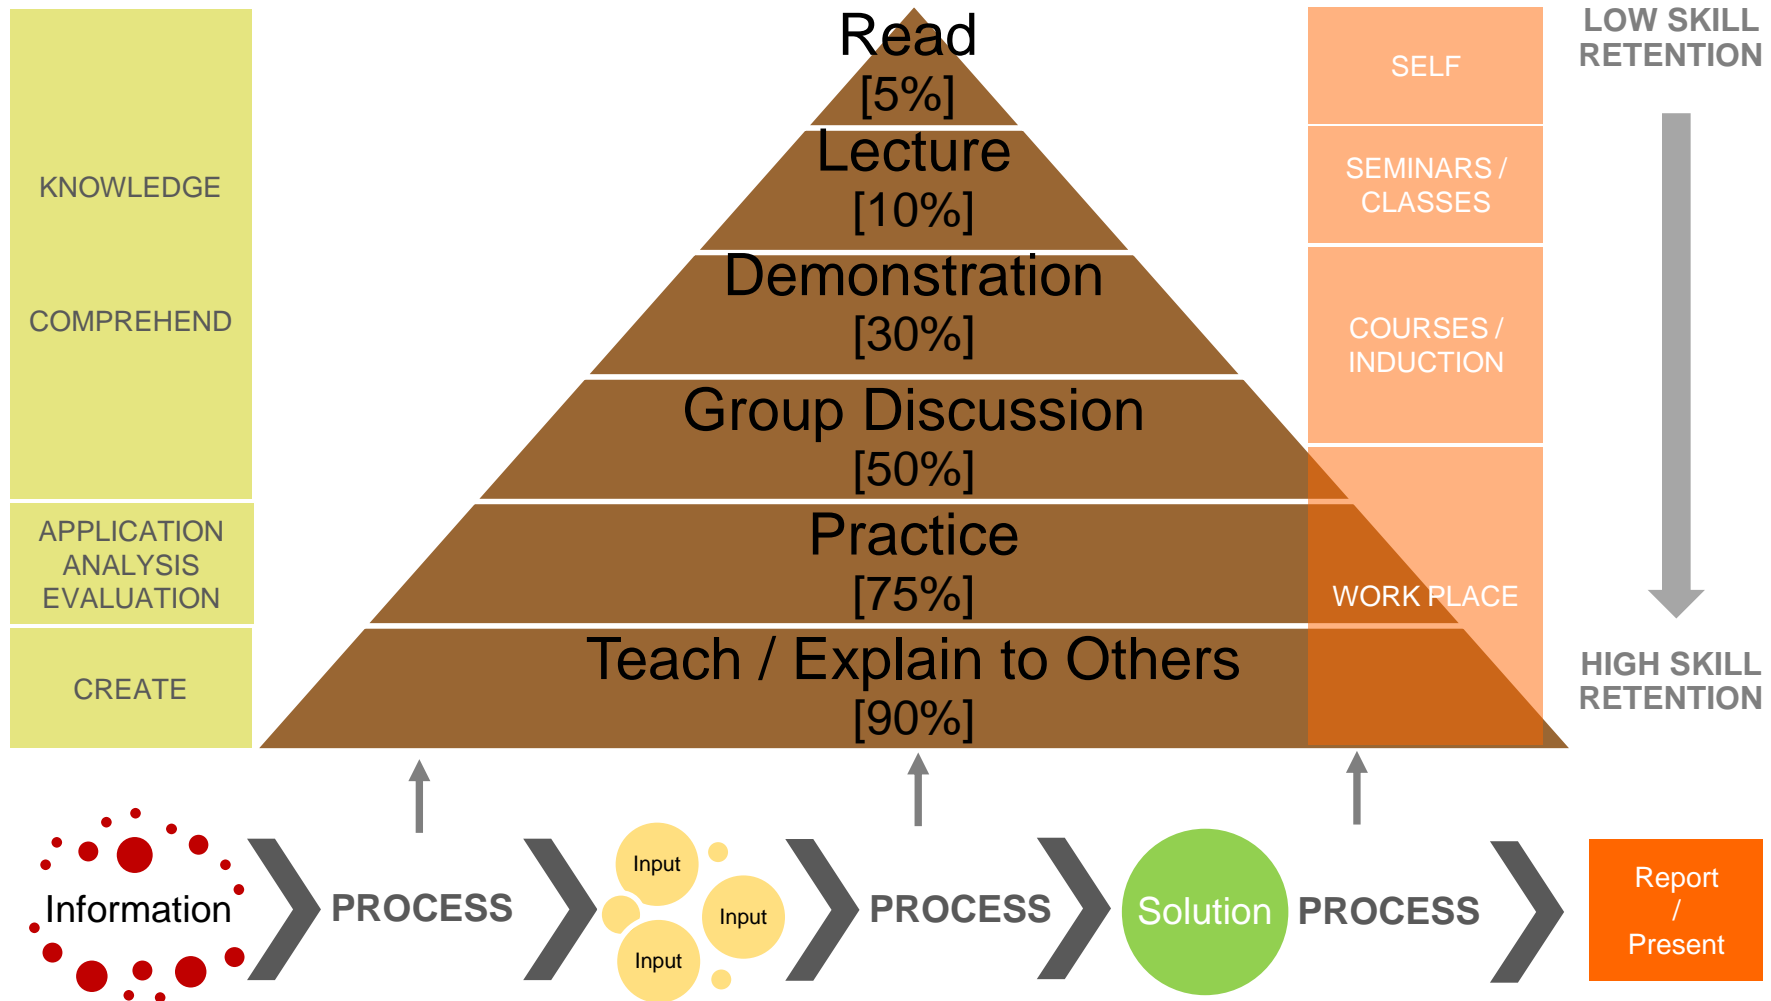 KNOWLEDGE
COMPREHEND
APPLICATION
ANALYSIS
EVALUATION
CREATE
Read
[5%]
Lecture
[10%]
Demonstration
[30%]
Group Discussion
[50%]
Practice
[75%]
Teach / Explain to Others
[90%]
SELF
SEMINARS /
CLASSES
COURSES /
INDUCTION
WORK PLACE
LOW SKILL
RETENTION
HIGH SKILL
RETENTION
Information
PROCESS
Input
Input
Input
PROCESS
Solution
PROCESS
Report
/
Present